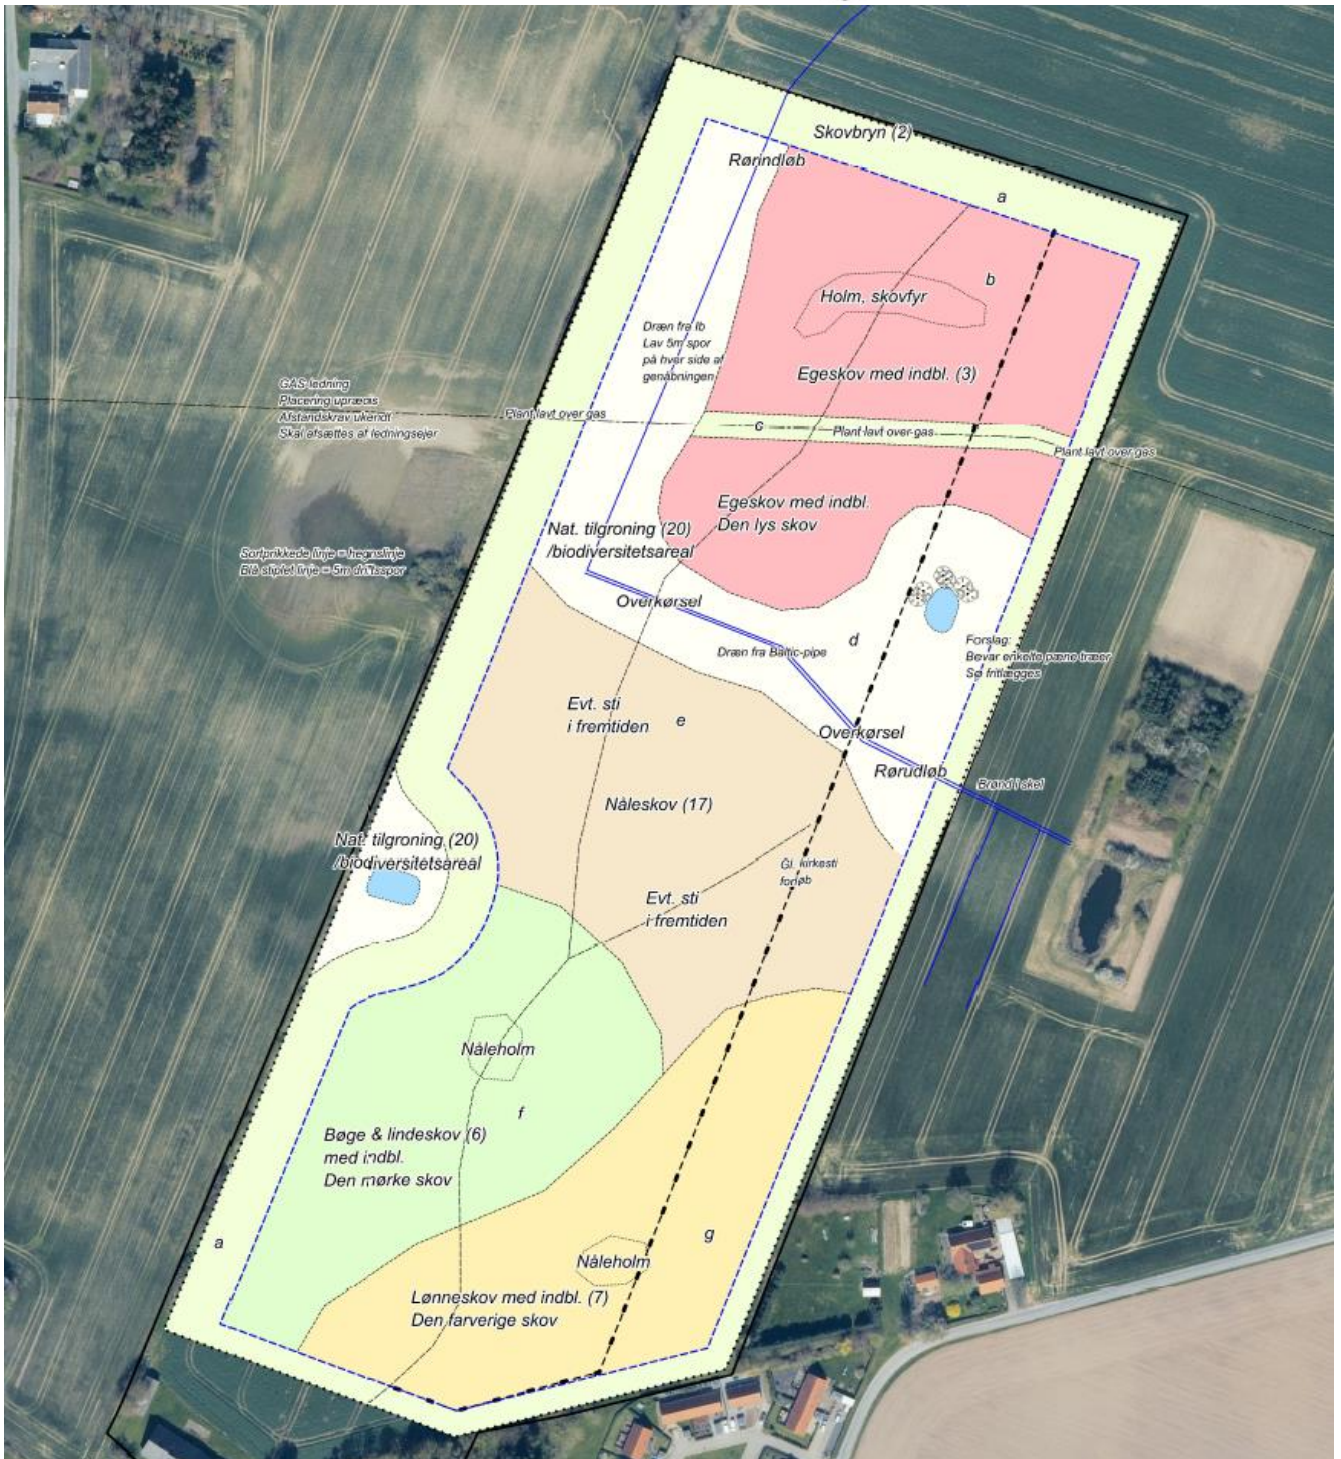 Skovbryn (2)
Rørindløb
a
b
Holm, skovfyr
Dræn fra Ib
Lav 5m spor
på hver side af
genåbningen
Egeskov med indbl. (3)
GAS ledning
Placering upræcis
Afstandskrav ukendt
Skal afsættes af ledningsejer
Plant lavt over gas
c
Plant lavt over gas
Plant lavt over gas
Egeskov med indbl.
Den lys skov
Nat. tilgroning (20)
/biodiversitetsareal
Sortprikkede linje = hegnslinje
Blå stiplet linje = 5m driftsspor
Overkørsel
d
Dræn fra Baltic-pipe
Forslag:
Bevar enkelte pæne træer
Sø fritlægges
Evt. sti
i fremtiden
e
Overkørsel
Rørudløb
Brønd i skel
Nåleskov (17)
Nat. tilgroning (20)
/biodiversitetsareal
Gl. kirkesti
forløb
Evt. sti
i fremtiden
Nåleholm
f
Bøge & lindeskov (6)
med indbl.
Den mørke skov
a
g
Nåleholm
Lønneskov med indbl. (7)
Den farverige skov